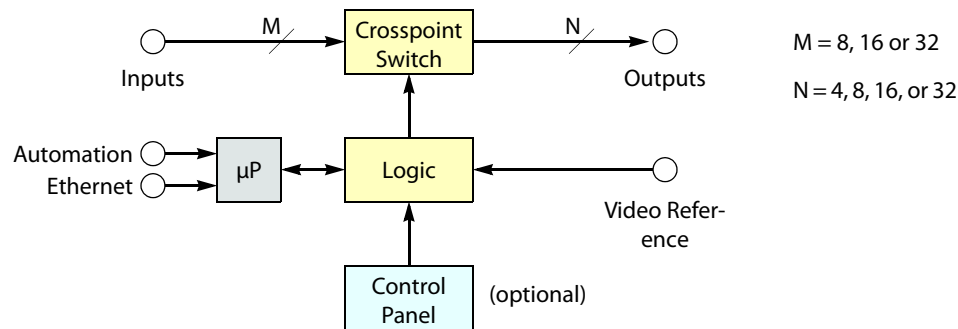 M
Crosspoint
Switch
N
Inputs
Outputs
M = 8, 16 or 32
N = 4, 8, 16, or 32
Automation
Ethernet
µP
Logic
Video Refer-
ence
Control
Panel
(optional)